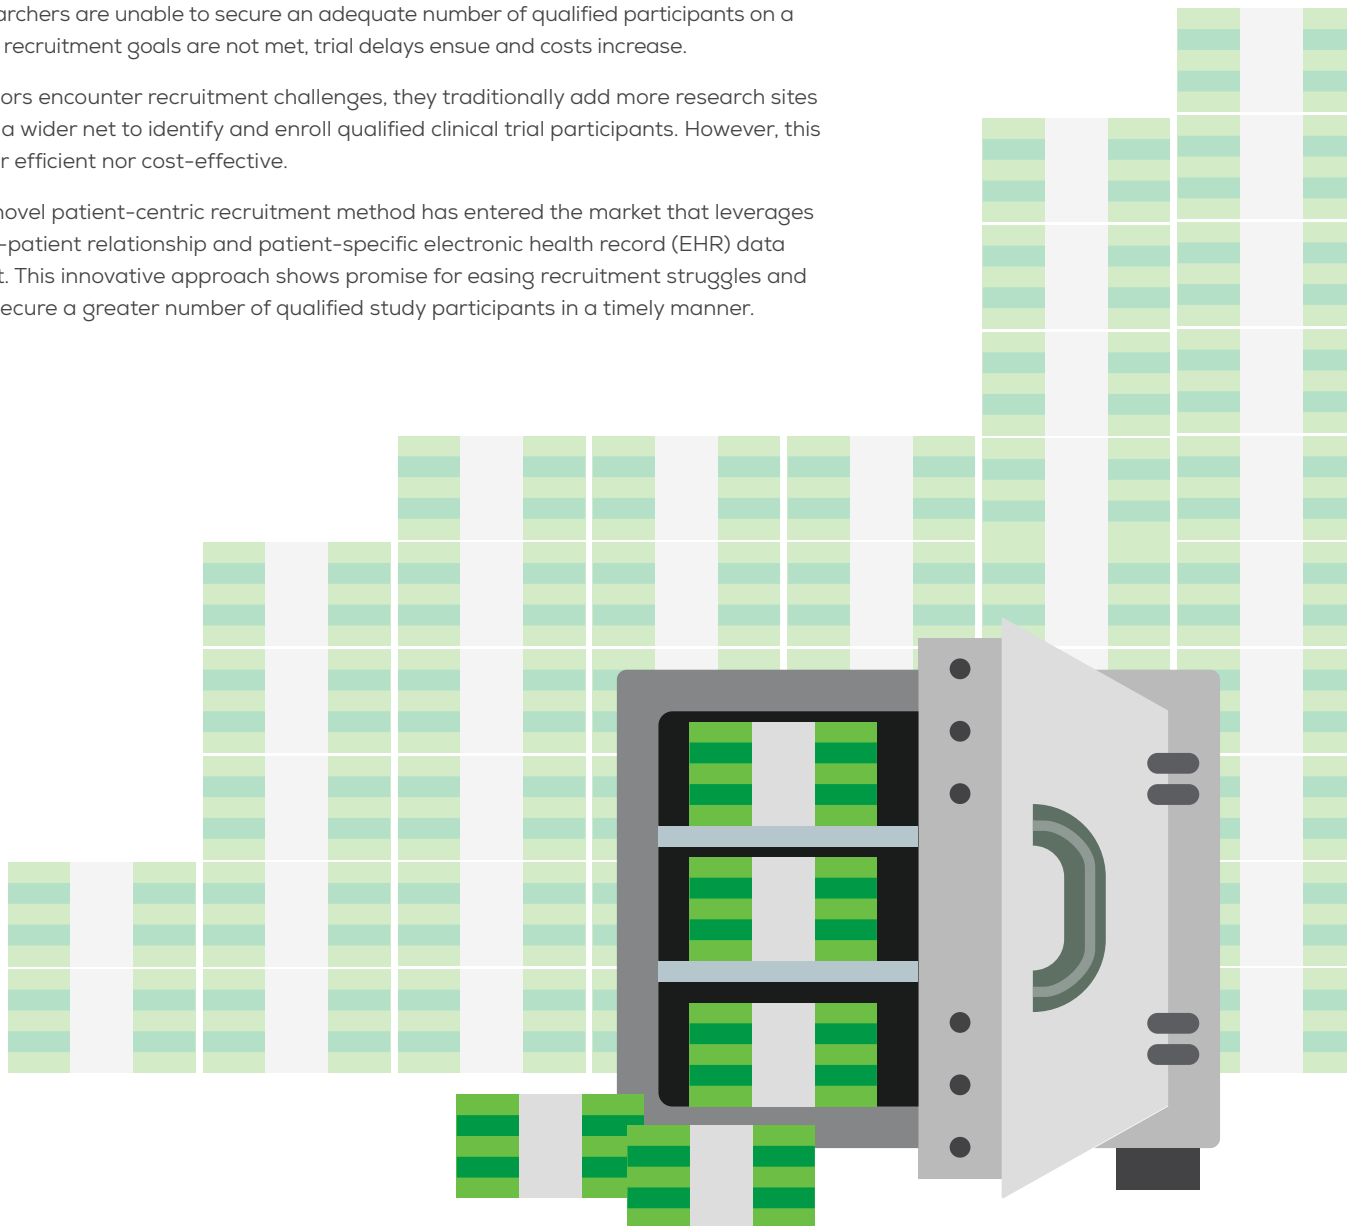 archers are unable to secure an adequate number of qualified participants on a
recruitment goals are not met, trial delays ensue and costs increase.
ors encounter recruitment challenges, they traditionally add more research sites
a wider net to identify and enroll qualified clinical trial participants. However, this
r efficient nor cost-effective.
novel patient-centric recruitment method has entered the market that leverages
-patient relationship and patient-specific electronic health record (EHR) data
t. This innovative approach shows promise for easing recruitment struggles and
ecure a greater number of qualified study participants in a timely manner.